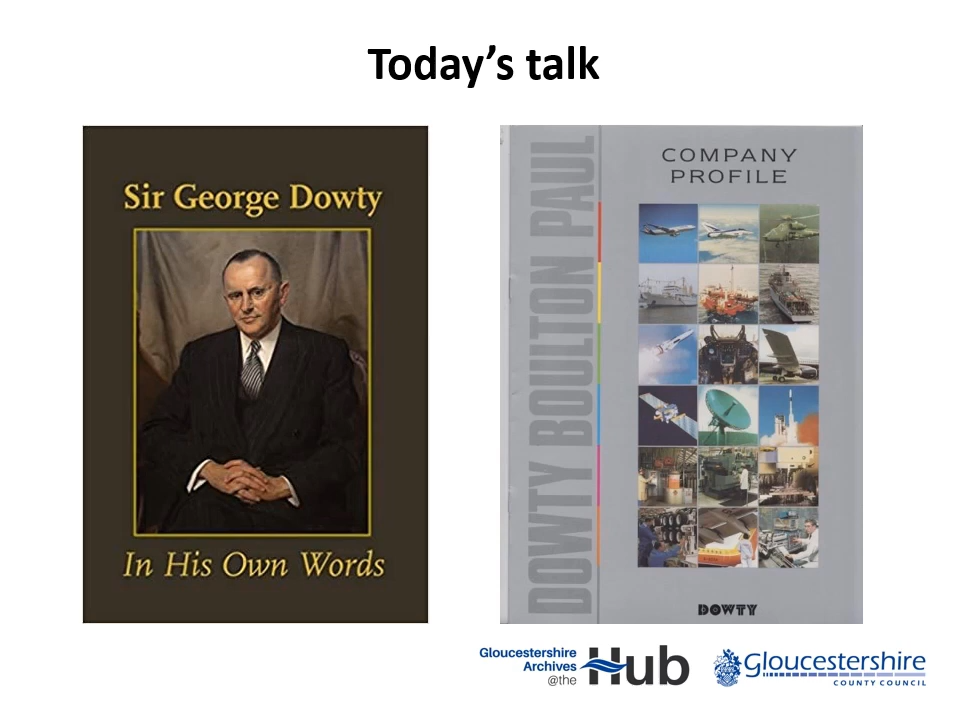 Today’s talk
Sir George Dowty
In His Own Words
DOWTY BOULTON PAUL
COMPANY
PROFILE
DOWTY
Gloucestershire
Archives
@the
Hub
Gloucestershire
COUNTY COUNCIL